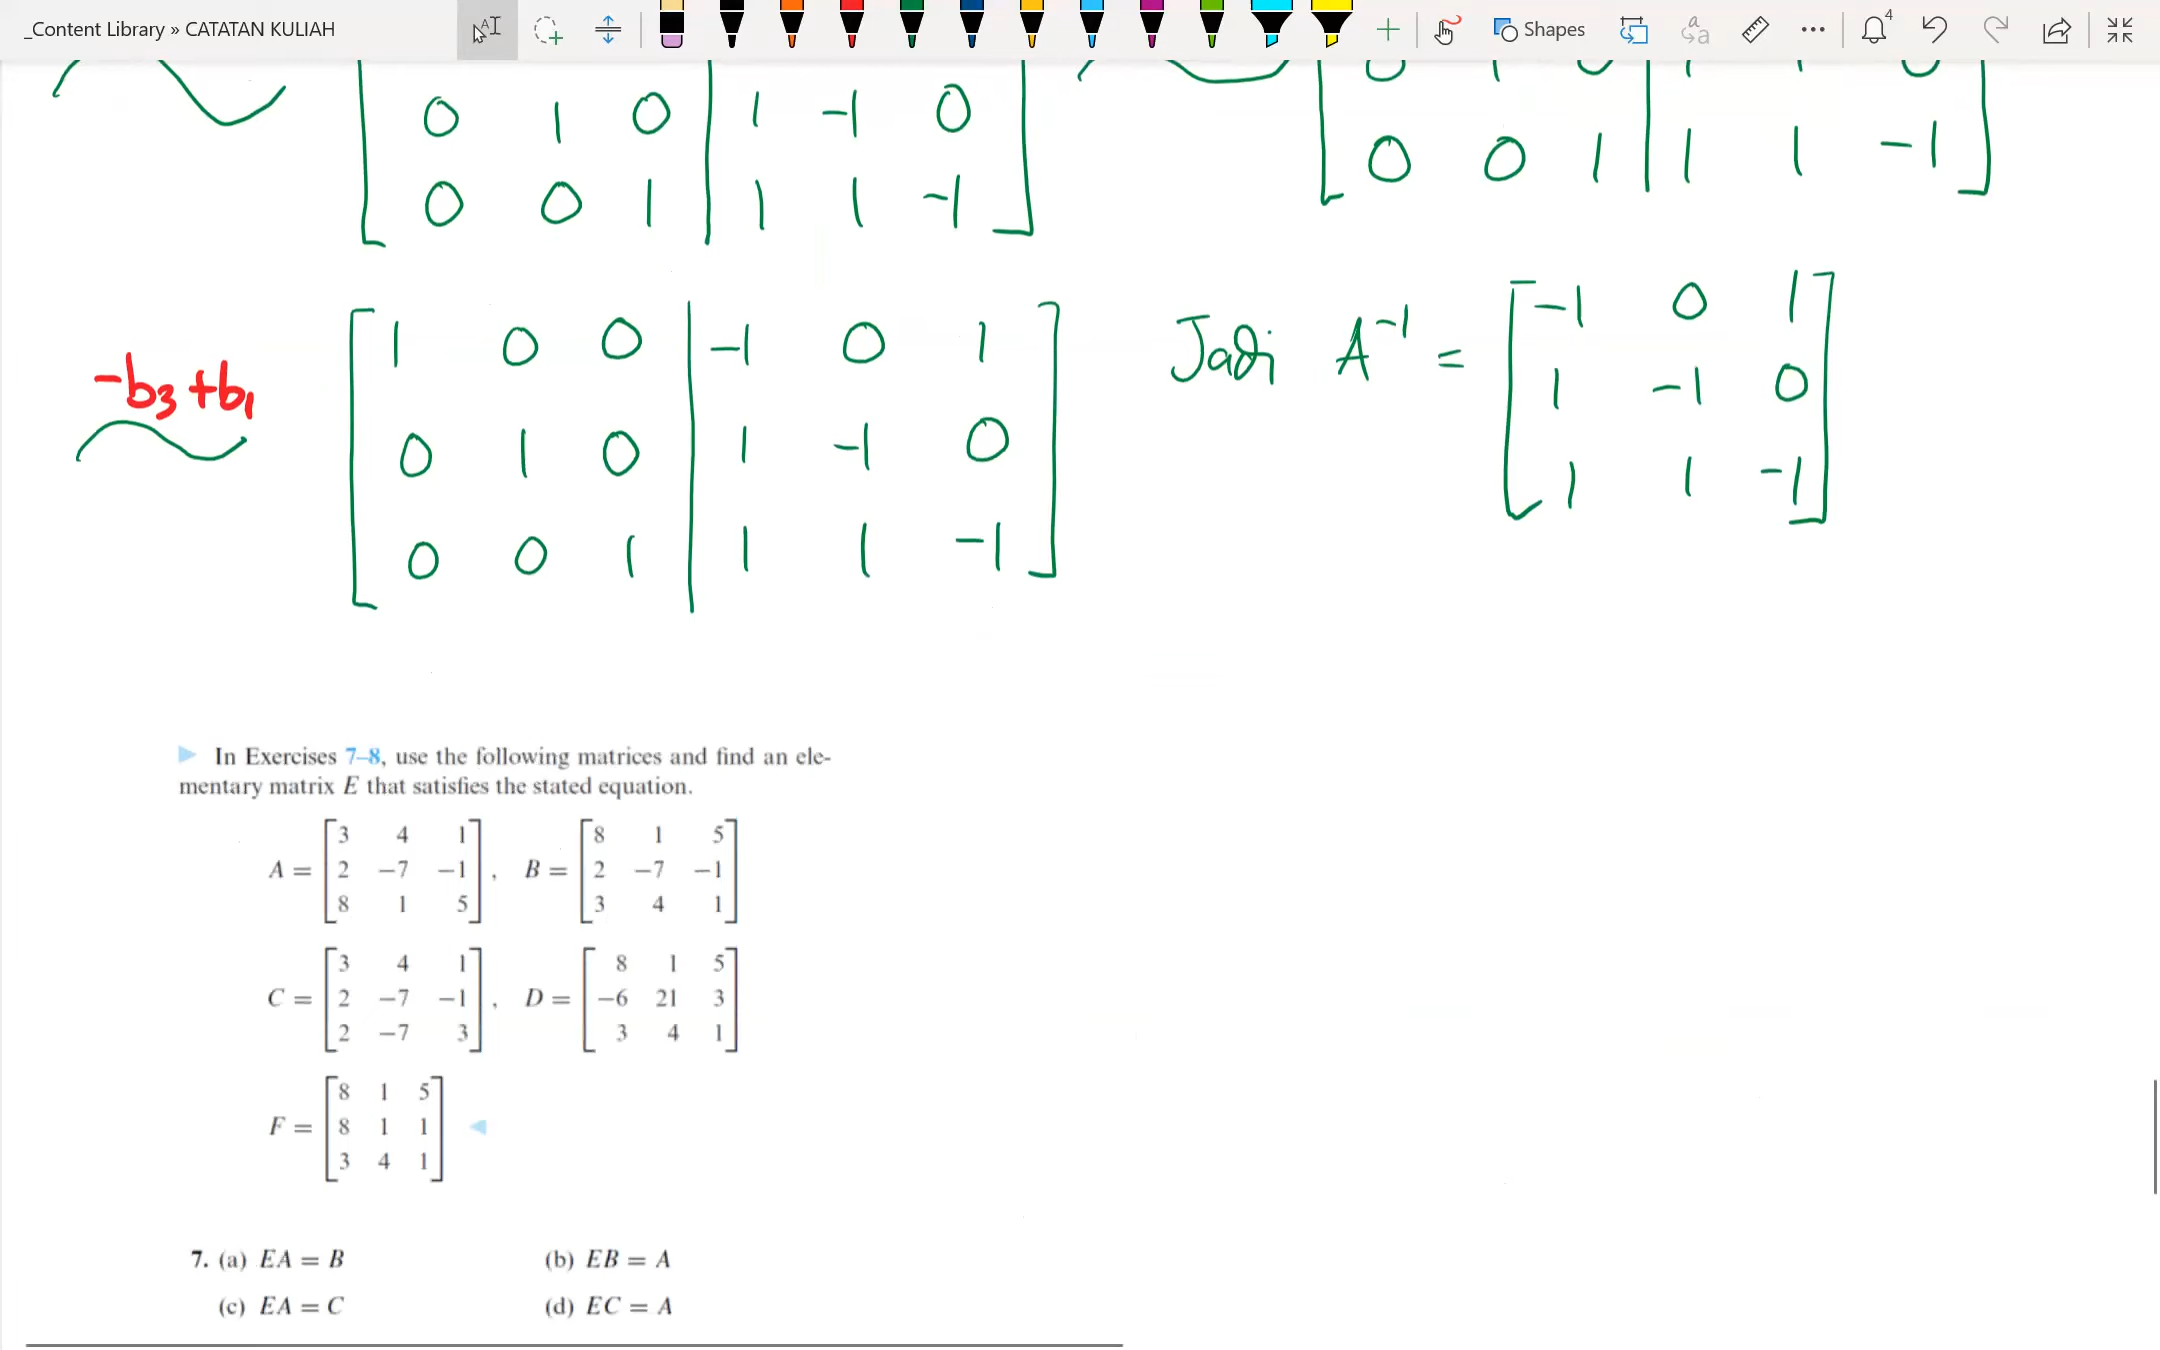 _Content Library » CATATAN KULIAH
Shapes
4
0 1 0 | 1 -1 0
0 0 1 | 1 1 -1
0 0 1 | 1 1 -1
-b3 +b1
1 0 0 | -1 0 1
0 1 0 | 1 -1 0
0 0 1 | 1 1 -1
Jadi A⁻¹ =
-1 0 1
1 -1 0
1 1 -1
In Exercises 7–8, use the following matrices and find an ele-
mentary matrix E that satisfies the stated equation.
A = [3 4 1
2 −7 −1
8 1 5],
B = [8 1 5
2 −7 −1
3 4 1]
C = [3 4 1
2 −7 −1
2 −7 3],
D = [8 1 5
−6 21 3
3 4 1]
F = [8 1 5
8 1 1
3 4 1]
7. (a) EA = B (b) EB = A
(c) EA = C (d) EC = A